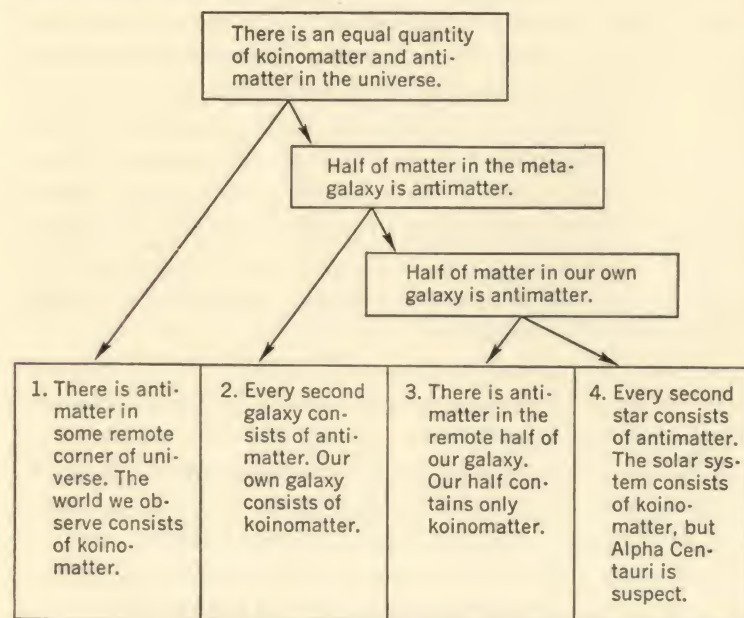 There is an equal quantity
of koinomatter and anti-
matter in the universe.
Half of matter in the meta-
galaxy is antimatter.
Half of matter in our own
galaxy is antimatter.
1. There is anti-
matter in
some remote
corner of uni-
verse. The
world we ob-
serve consists
of koino-
matter.
2. Every second
galaxy con-
sists of anti-
matter. Our
own galaxy
consists of
koinomatter.
3. There is anti-
matter in the
remote half of
our galaxy.
Our half con-
tains only
koinomatter.
4. Every second
star consists
of antimatter.
The solar sys-
tem consists
of koino-
matter, but
Alpha Cen-
tauri is
suspect.